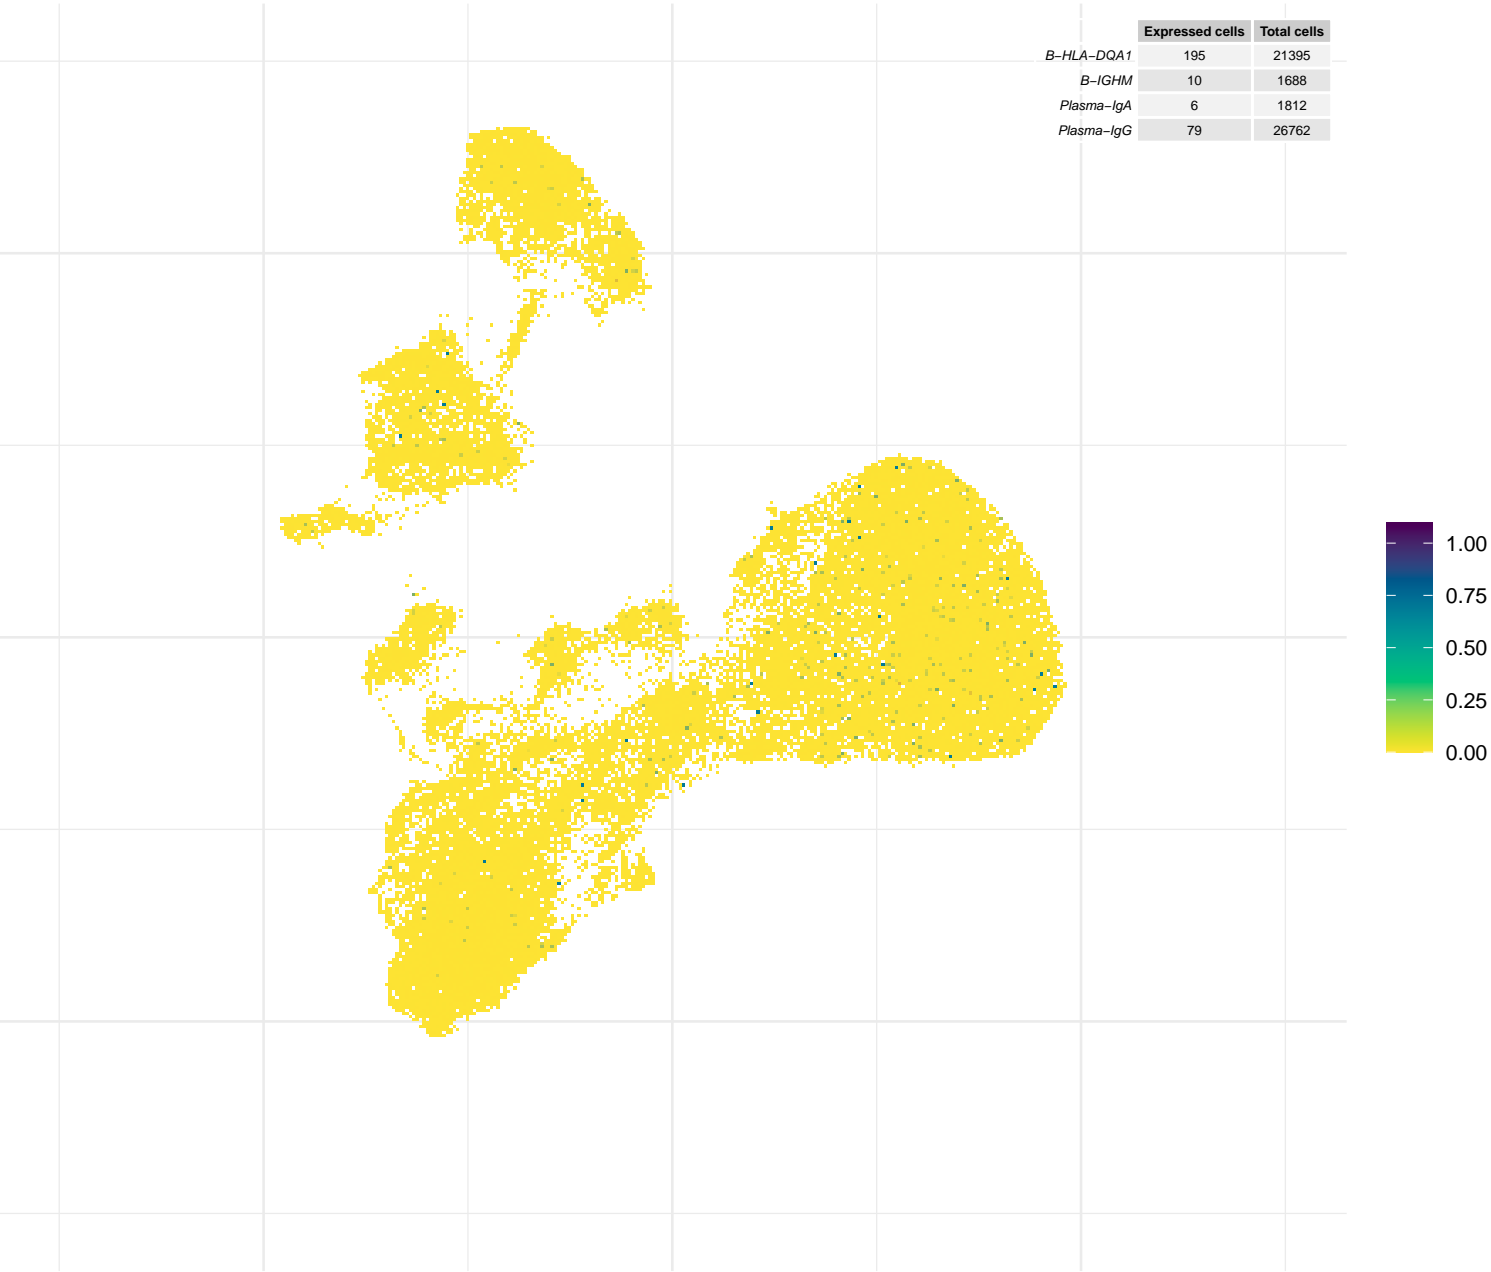 Expressed cells Total cells
B−HLA−DQA1 195 21395
B−IGHM 10 1688
Plasma−IgA 6 1812
Plasma−IgG 79 26762
1.00
0.75
0.50
0.25
0.00